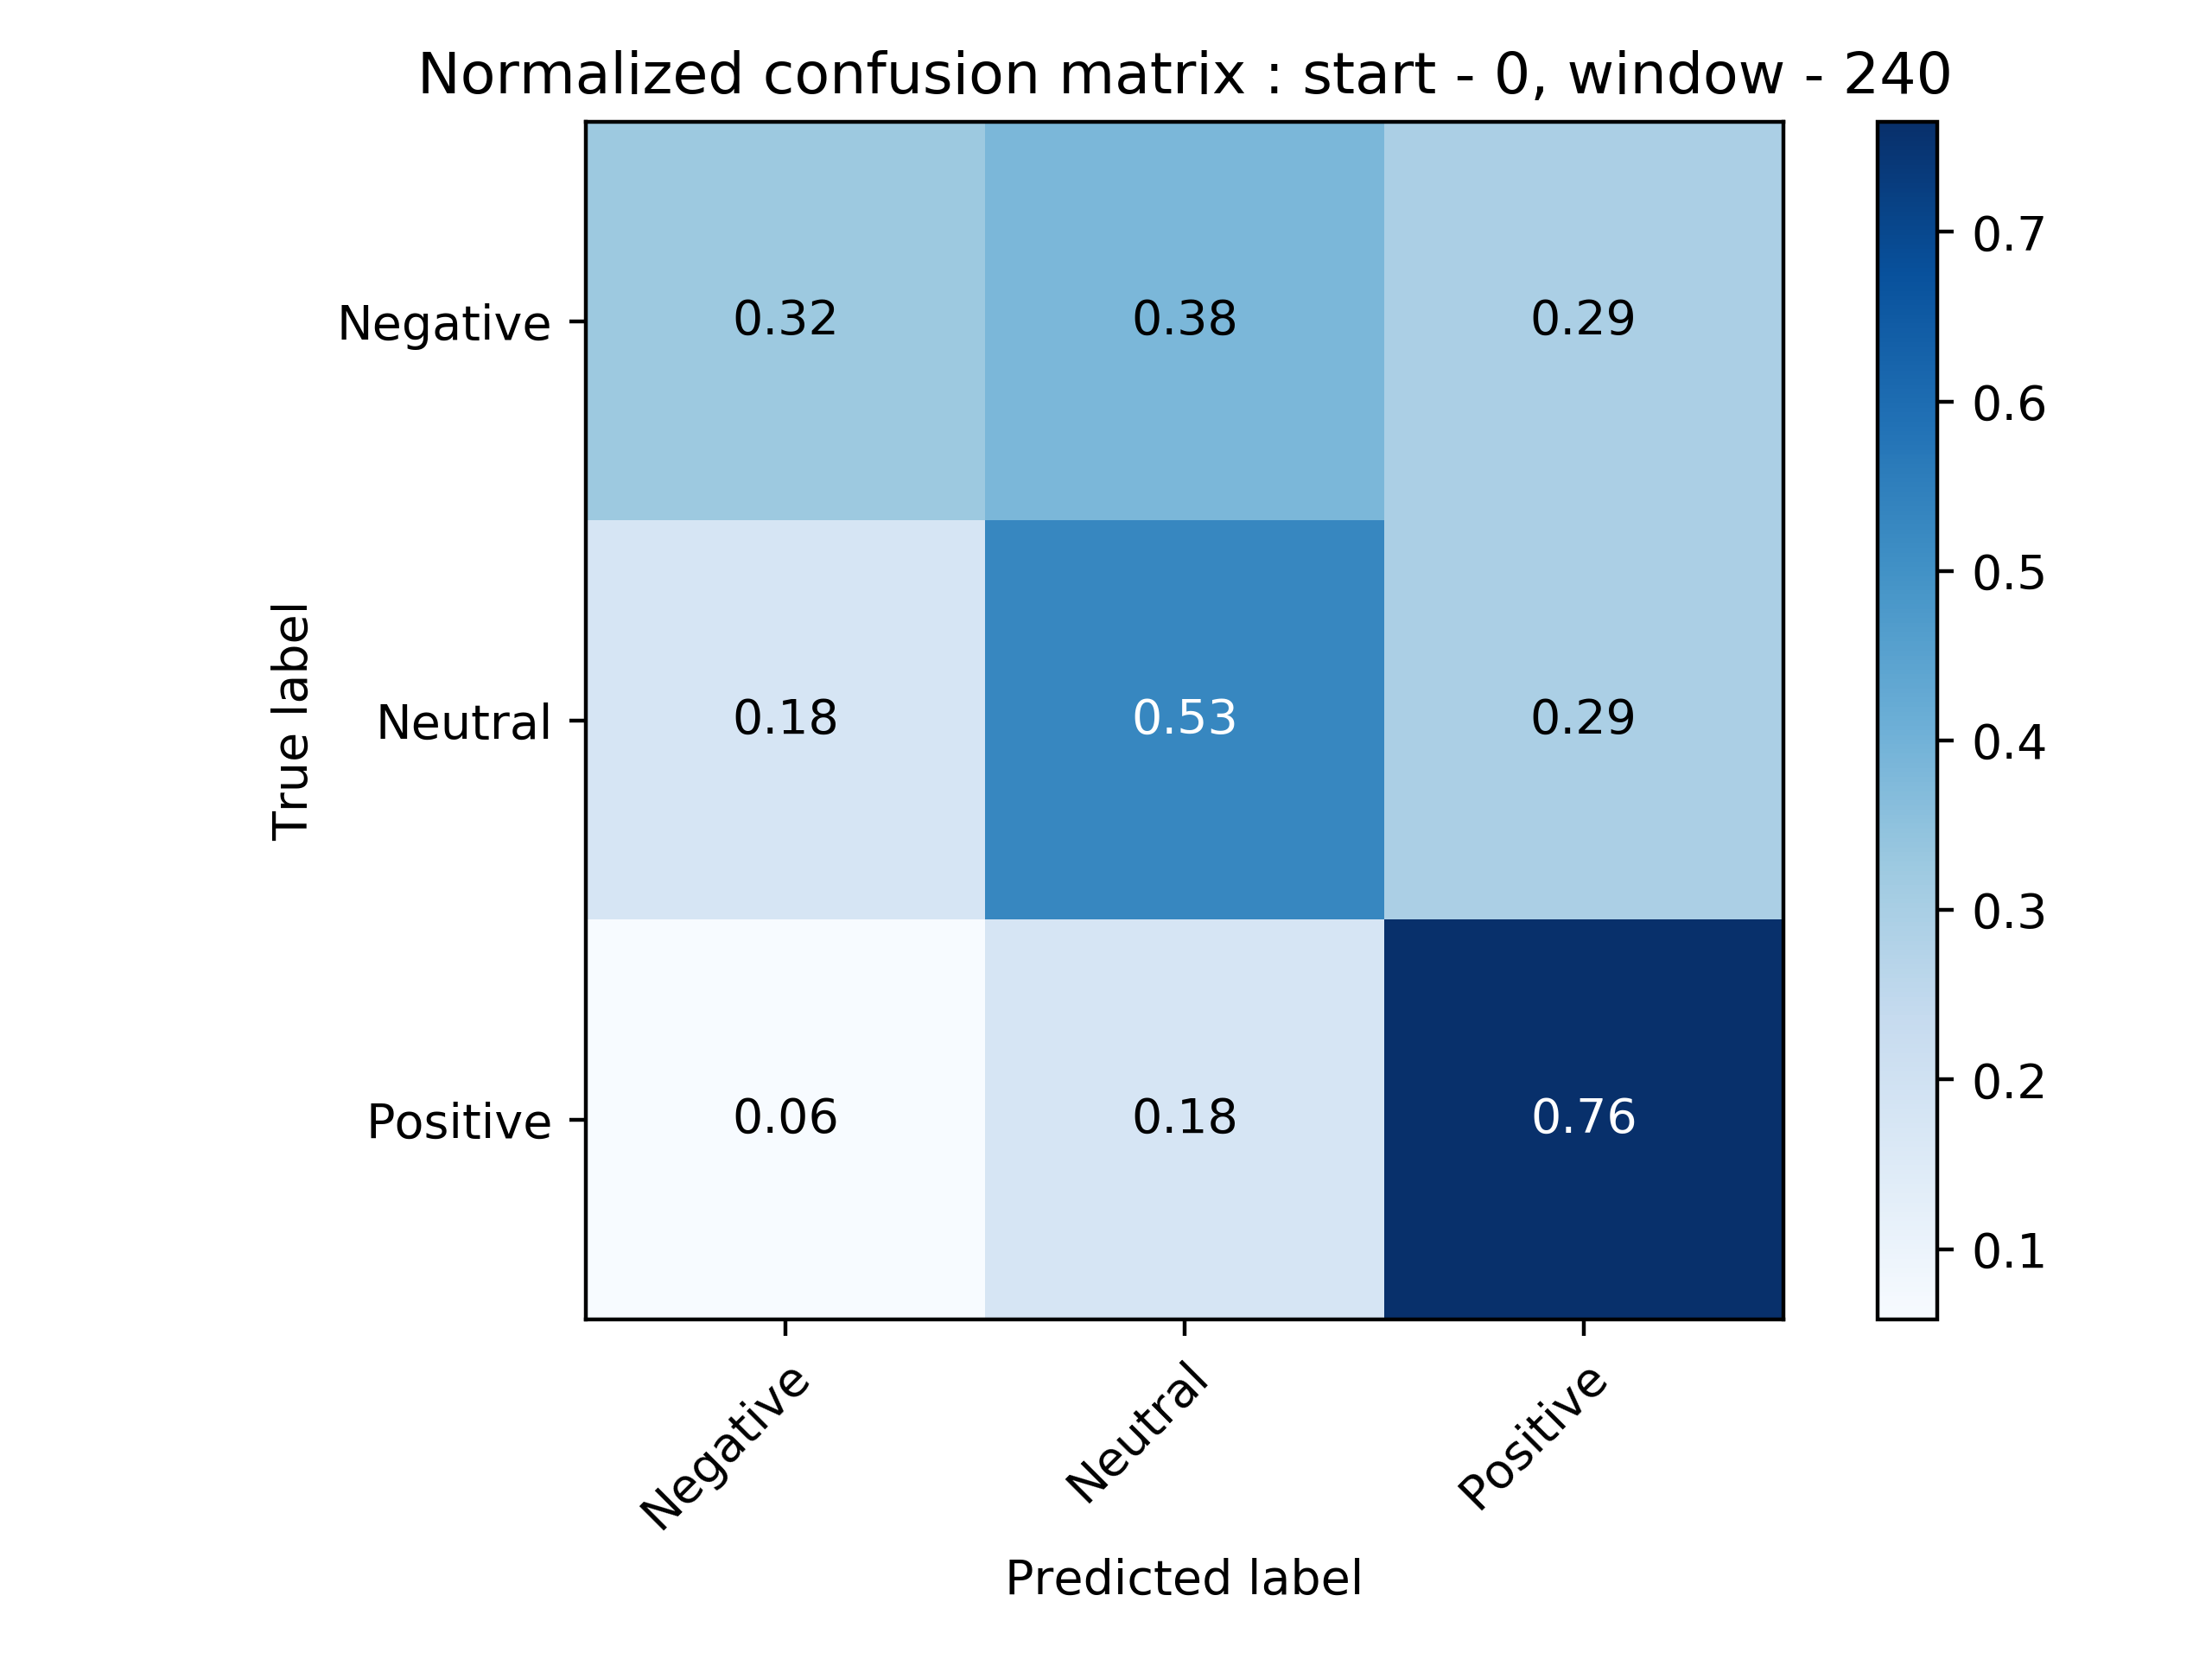 Normalized confusion matrix : start - 0, window - 240
True label
Negative 0.32 0.38 0.29
Neutral 0.18 0.53 0.29
Positive 0.06 0.18 0.76
Negative Neutral Positive
Predicted label
0.7
0.6
0.5
0.4
0.3
0.2
0.1